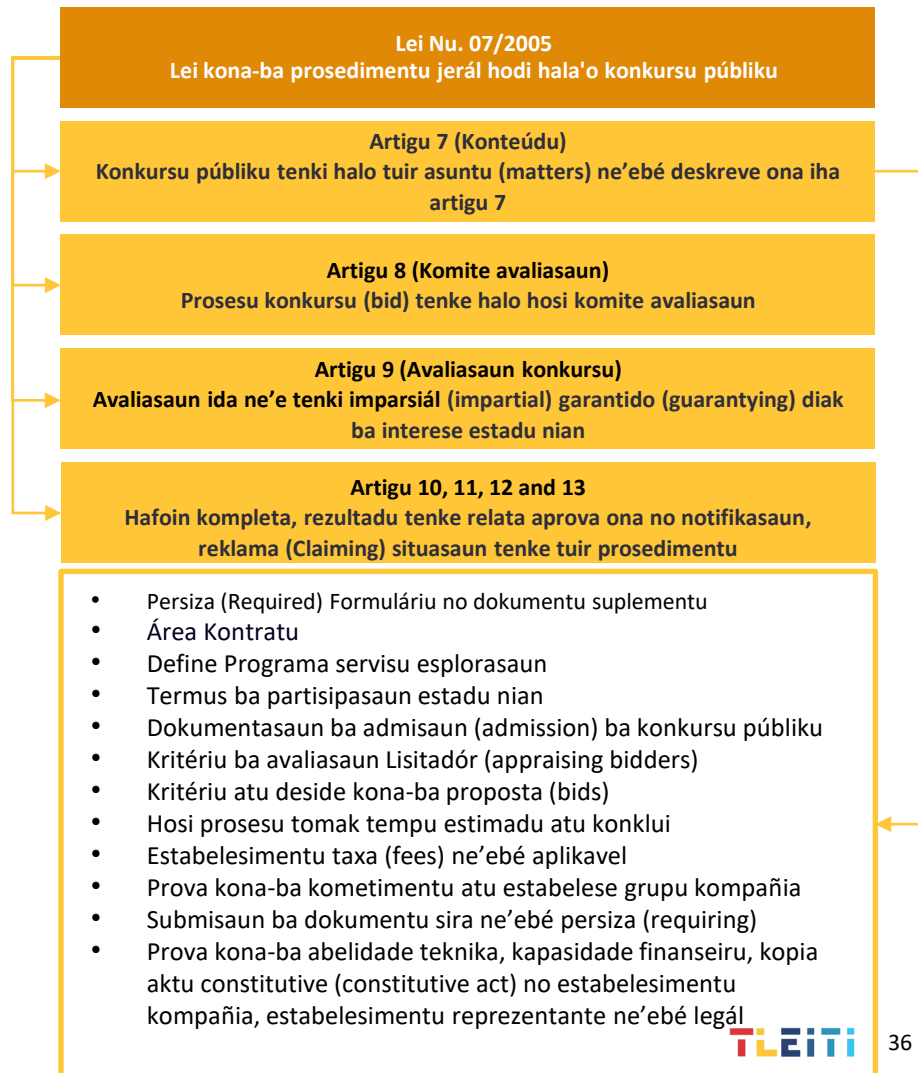 Lei Nu. 07/2005
Lei kona-ba prosedimentu jerál hodi hala'o konkursu públiku
Artigu 7 (Konteúdu)
Konkursu públiku tenki halo tuir asuntu (matters) ne'ebé deskreve ona iha
artigu 7
Artigu 8 (Komite avaliasaun)
Prosesu konkursu (bid) tenke halo hosi komite avaliasaun
Artigu 9 (Avaliasaun konkursu)
Avaliasaun ida ne'e tenki imparsiál (impartial) garantido (guarantying) diak
ba interese estadu nian
Artigu 10, 11, 12 and 13
Hafoin kompleta, rezultadu tenke relata aprova ona no notifikasaun,
reklama (Claiming) situasaun tenke tuir prosedimentu
• Persiza (Required) Formuláriu no dokumentu suplementu
• Área Kontratu
• Define Programa servisu esplorasaun
• Termus ba partisipasaun estadu nian
• Dokumentasaun ba admisaun (admission) ba konkursu públiku
• Kritériu ba avaliasaun Lisitadór (appraising bidders)
• Kritériu atu deside kona-ba proposta (bids)
• Hosi prosesu tomak tempu estimadu atu konklui
• Estabelesimentu taxa (fees) ne'ebé aplikavel
• Prova kona-ba kometimentu atu estabelese grupu kompañia
• Submisaun ba dokumentu sira ne'ebé persiza (requiring)
• Prova kona-ba abelidade teknika, kapasidade finanseiru, kopia
aktu constitutive (constitutive act) no estabelesimentu
kompañia, estabelesimentu reprezentante ne'ebé legál
TLEITI
36